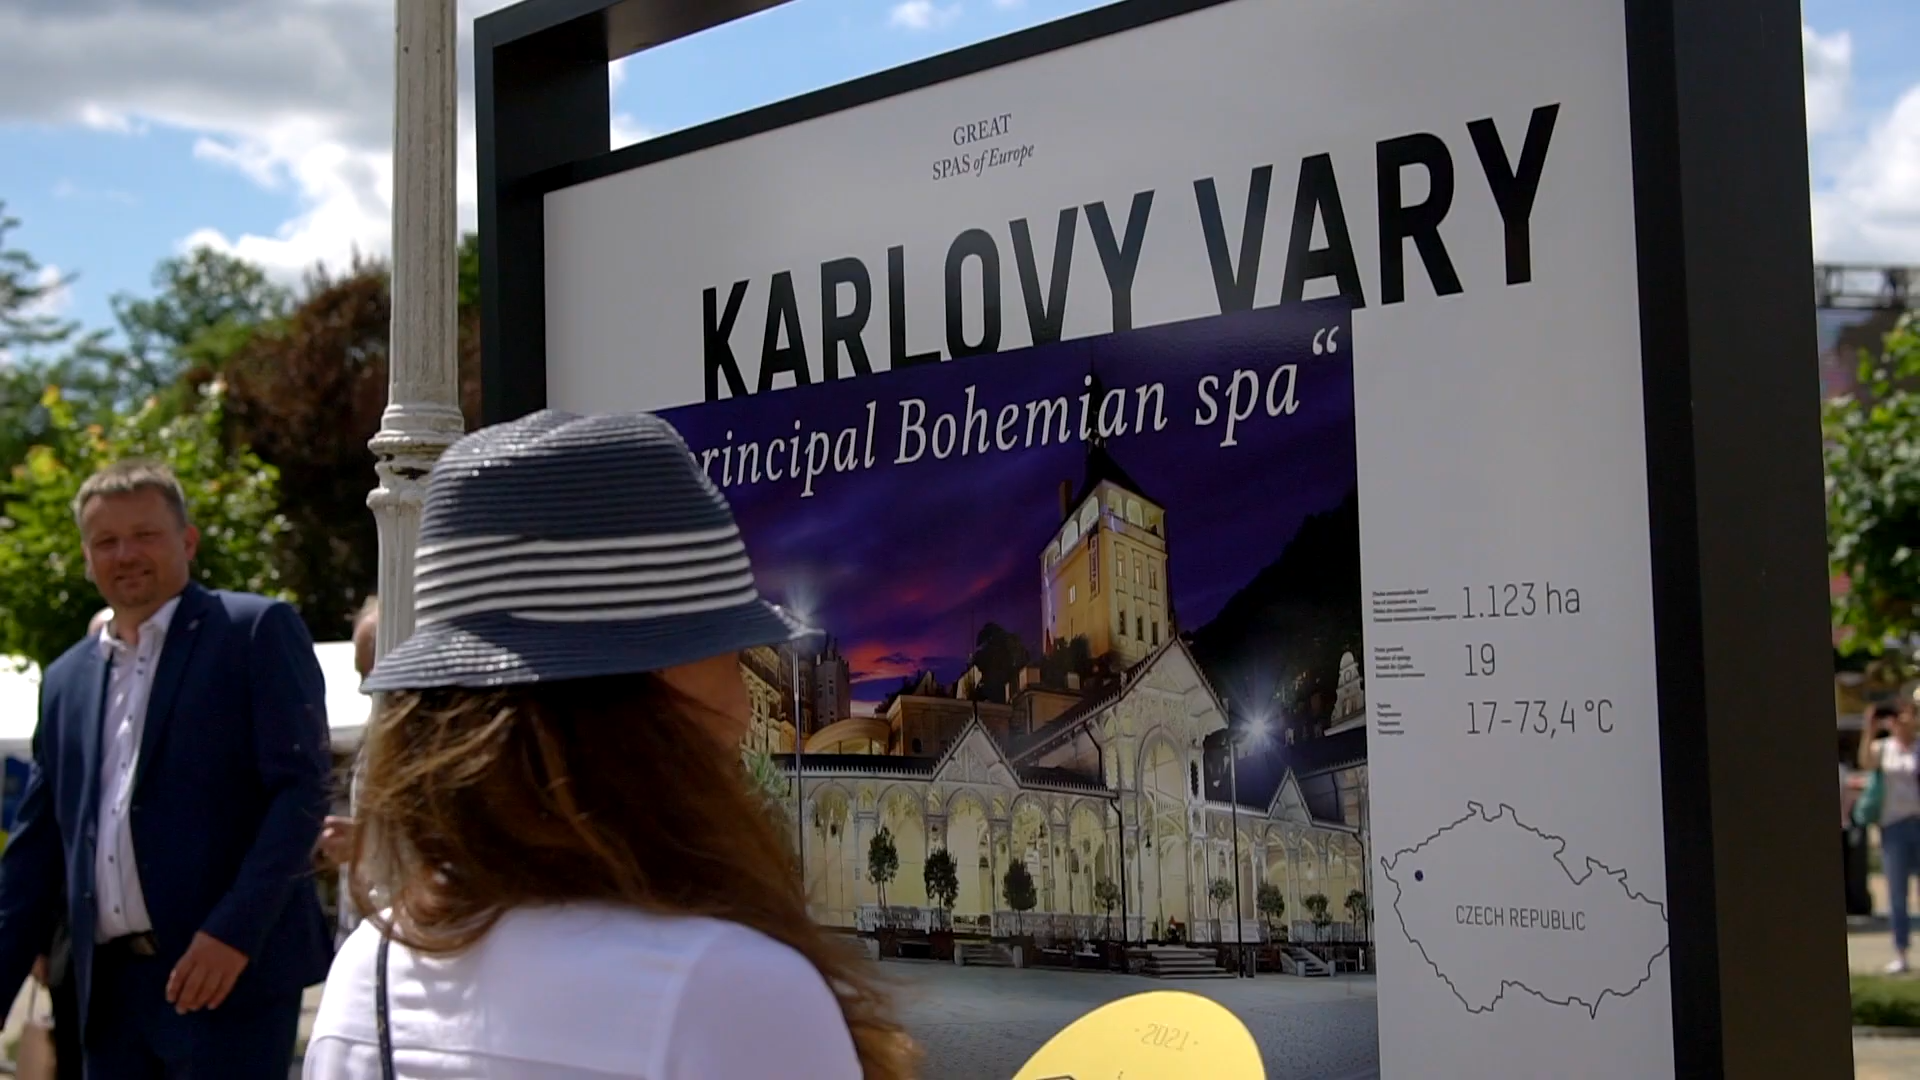 GREAT
SPAS of Europe
KARLOVY VARY
rincipal Bohemian spa“
1.123 ha
19
17-73,4 °C
CZECH REPUBLIC
-2021-